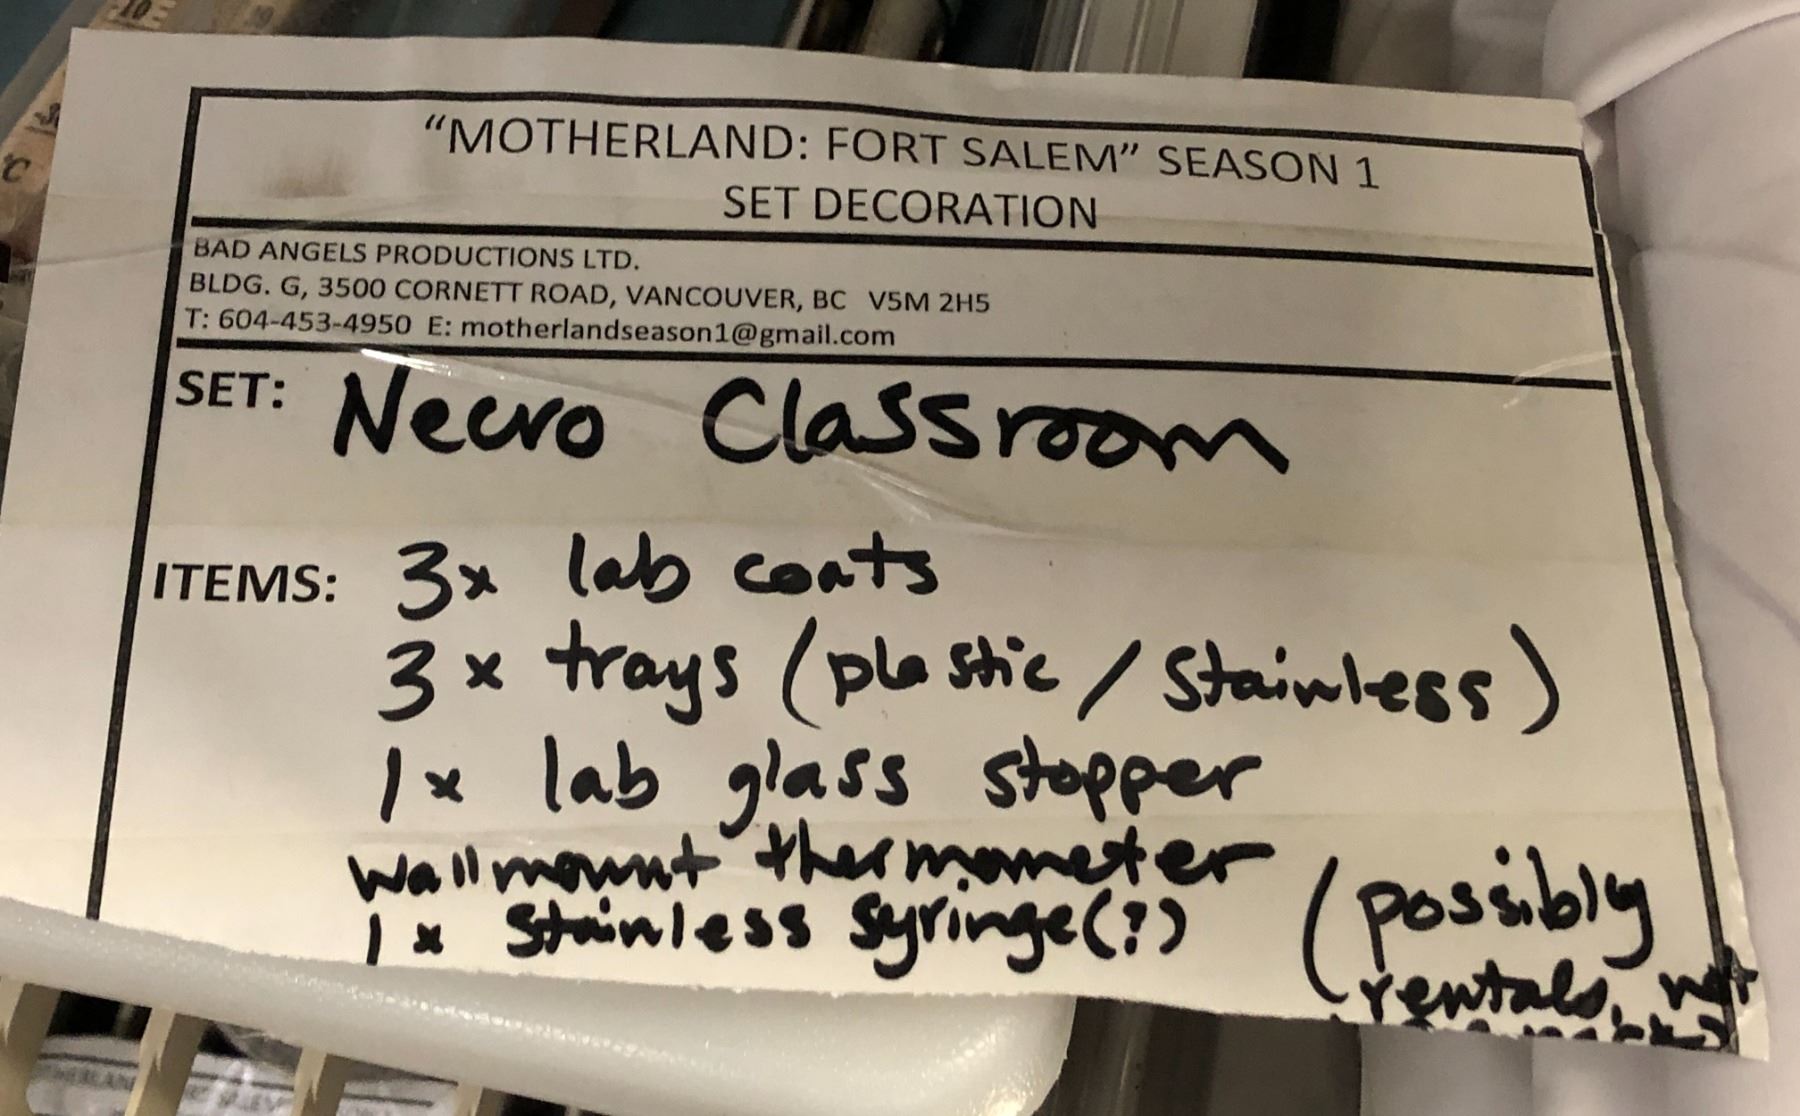 "MOTHERLAND: FORT SALEM" SEASON 1
SET DECORATION
BAD ANGELS PRODUCTIONS LTD.
BLDG. G, 3500 CORNETT ROAD, VANCOUVER, BC V5M 2H5
T: 604-453-4950 E: motherlandseason1@gmail.com
SET: Necro Classroom
ITEMS: 3x lab coats
3x trays (plastic/stainless)
1x lab glass stopper
wallmount thermometer
1x stainless syringe(?) (possibly
rentals, not
10
°C